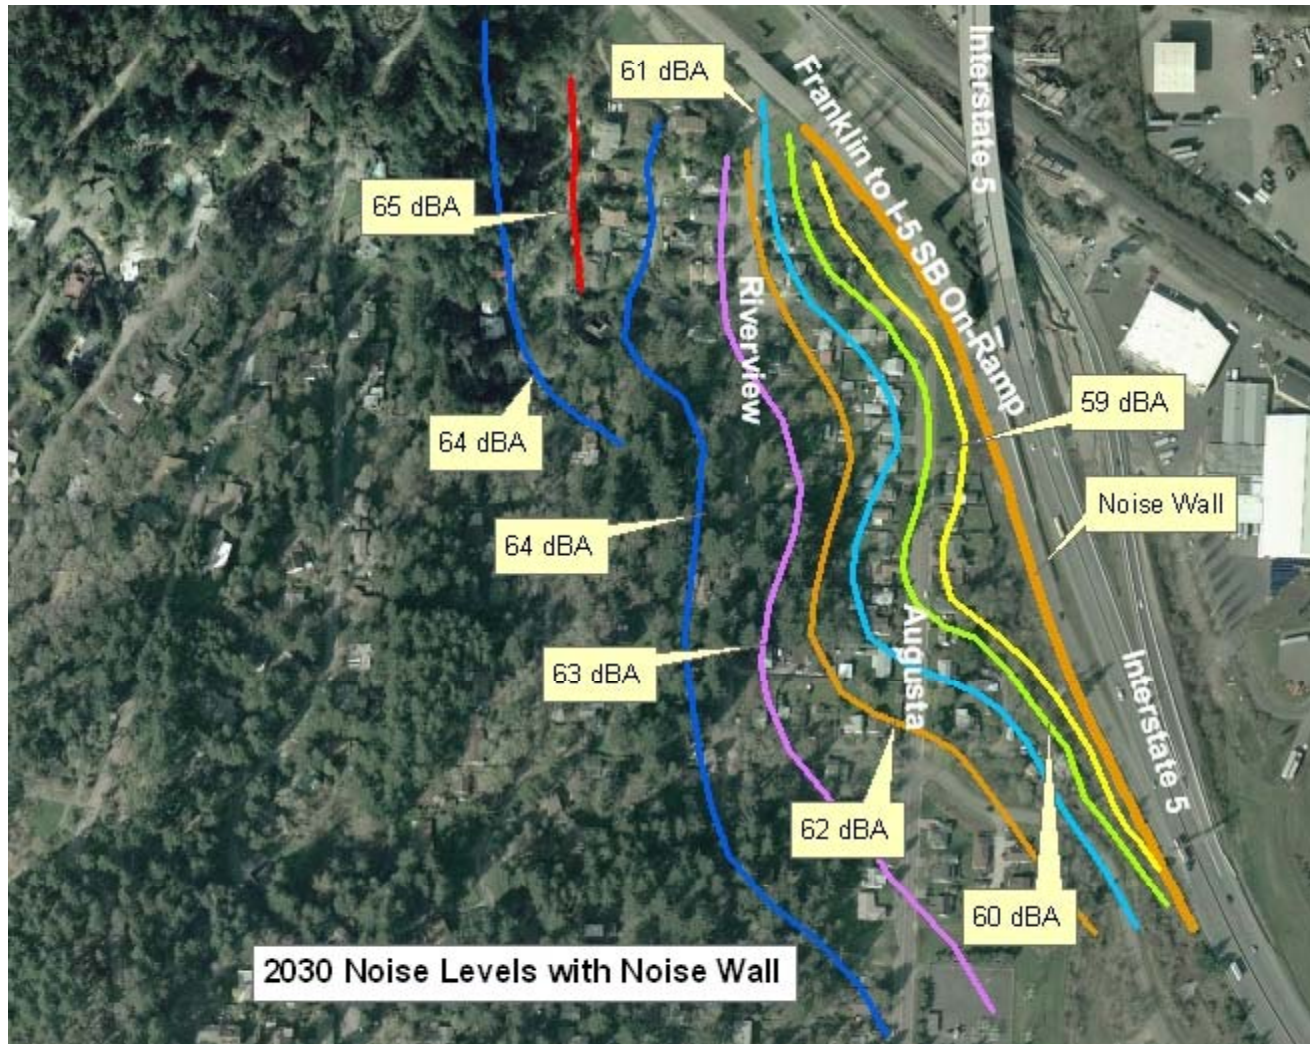 61 dBA
Franklin to I-5 SB On-Ramp
Interstate 5
65 dBA
Riverview
59 dBA
64 dBA
Noise Wall
64 dBA
Augusta
63 dBA
Interstate 5
62 dBA
60 dBA
2030 Noise Levels with Noise Wall